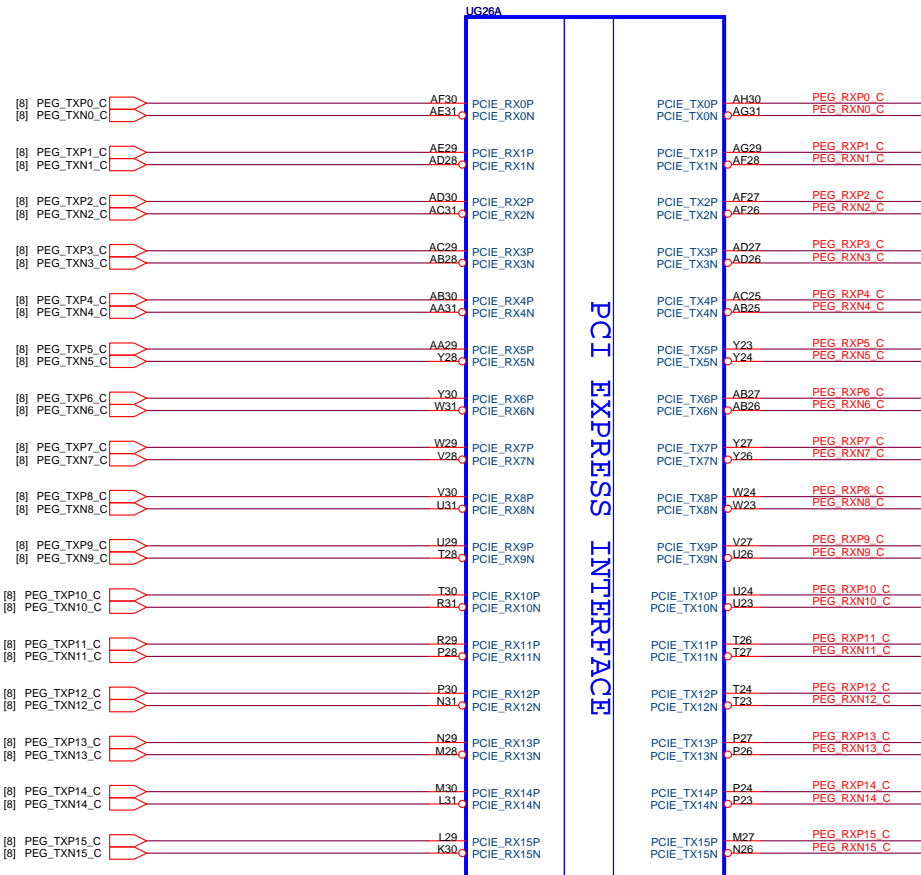 UG26A
[8] PEG_TXP0_C AF30 PCIE_RX0P PCIE_TX0P AH30 PEG_RXP0_C
[8] PEG_TXN0_C AE31 PCIE_RX0N PCIE_TX0N AG31 PEG_RXN0_C
[8] PEG_TXP1_C AE29 PCIE_RX1P PCIE_TX1P AG29 PEG_RXP1_C
[8] PEG_TXN1_C AD28 PCIE_RX1N PCIE_TX1N AF28 PEG_RXN1_C
[8] PEG_TXP2_C AD30 PCIE_RX2P PCIE_TX2P AF27 PEG_RXP2_C
[8] PEG_TXN2_C AC31 PCIE_RX2N PCIE_TX2N AF26 PEG_RXN2_C
[8] PEG_TXP3_C AC29 PCIE_RX3P PCIE_TX3P AD27 PEG_RXP3_C
[8] PEG_TXN3_C AB28 PCIE_RX3N PCIE_TX3N AD26 PEG_RXN3_C
[8] PEG_TXP4_C AB30 PCIE_RX4P PCIE_TX4P AC25 PEG_RXP4_C
[8] PEG_TXN4_C AA31 PCIE_RX4N PCIE_TX4N AB25 PEG_RXN4_C
[8] PEG_TXP5_C AA29 PCIE_RX5P PCIE_TX5P Y23 PEG_RXP5_C
[8] PEG_TXN5_C Y28 PCIE_RX5N PCIE_TX5N Y24 PEG_RXN5_C
[8] PEG_TXP6_C Y30 PCIE_RX6P PCIE_TX6P AB27 PEG_RXP6_C
[8] PEG_TXN6_C W31 PCIE_RX6N PCIE_TX6N AB26 PEG_RXN6_C
[8] PEG_TXP7_C W29 PCIE_RX7P PCIE_TX7P Y27 PEG_RXP7_C
[8] PEG_TXN7_C V28 PCIE_RX7N PCIE_TX7N Y26 PEG_RXN7_C
[8] PEG_TXP8_C V30 PCIE_RX8P PCIE_TX8P W24 PEG_RXP8_C
[8] PEG_TXN8_C U31 PCIE_RX8N PCIE_TX8N W23 PEG_RXN8_C
[8] PEG_TXP9_C U29 PCIE_RX9P PCIE_TX9P V27 PEG_RXP9_C
[8] PEG_TXN9_C T28 PCIE_RX9N PCIE_TX9N U26 PEG_RXN9_C
[8] PEG_TXP10_C T30 PCIE_RX10P PCIE_TX10P U24 PEG_RXP10_C
[8] PEG_TXN10_C R31 PCIE_RX10N PCIE_TX10N U23 PEG_RXN10_C
[8] PEG_TXP11_C R29 PCIE_RX11P PCIE_TX11P T26 PEG_RXP11_C
[8] PEG_TXN11_C P28 PCIE_RX11N PCIE_TX11N T27 PEG_RXN11_C
[8] PEG_TXP12_C P30 PCIE_RX12P PCIE_TX12P T24 PEG_RXP12_C
[8] PEG_TXN12_C N31 PCIE_RX12N PCIE_TX12N T23 PEG_RXN12_C
[8] PEG_TXP13_C N29 PCIE_RX13P PCIE_TX13P P27 PEG_RXP13_C
[8] PEG_TXN13_C M28 PCIE_RX13N PCIE_TX13N P26 PEG_RXN13_C
[8] PEG_TXP14_C M30 PCIE_RX14P PCIE_TX14P P24 PEG_RXP14_C
[8] PEG_TXN14_C L31 PCIE_RX14N PCIE_TX14N P23 PEG_RXN14_C
[8] PEG_TXP15_C L29 PCIE_RX15P PCIE_TX15P M27 PEG_RXP15_C
[8] PEG_TXN15_C K30 PCIE_RX15N PCIE_TX15N N26 PEG_RXN15_C
PCI EXPRESS INTERFACE